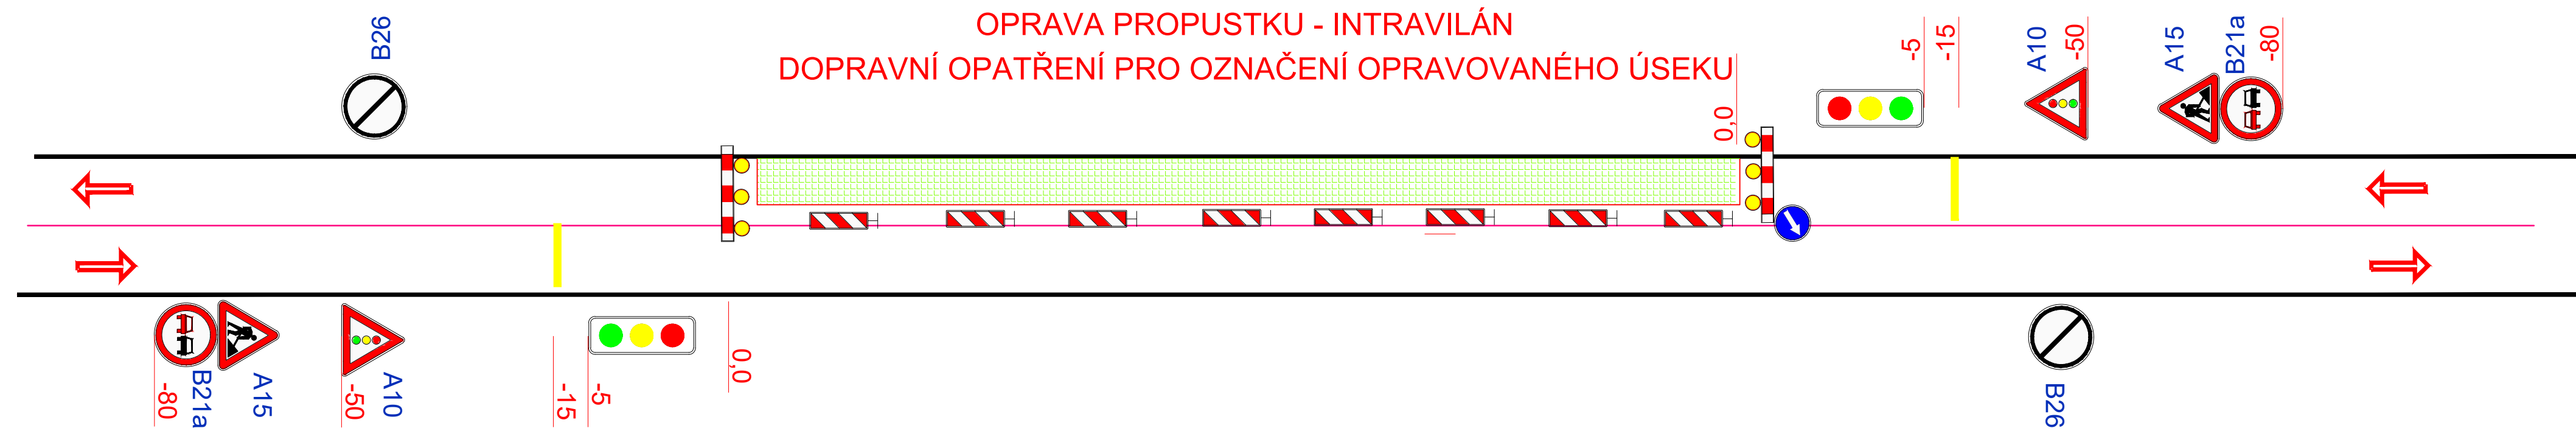 OPRAVA PROPUSTKU - INTRAVILÁN
DOPRAVNÍ OPATŘENÍ PRO OZNAČENÍ OPRAVOVANÉHO ÚSEKU
B26
0,0
-5
-15
A10
-50
A15
B21a
-80
-80
B21a
A15
-50
A10
-15
-5
0,0
B26